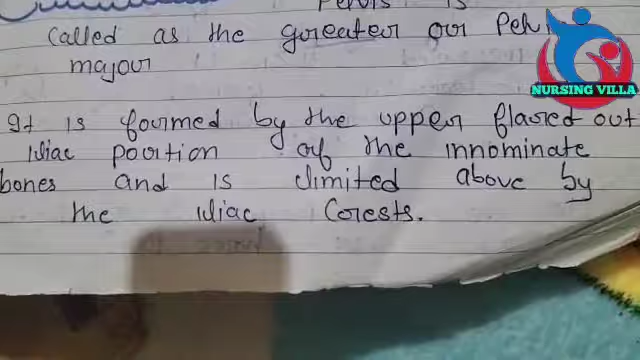 Pelvis is
called as the greater or Pelvi
major
NURSING VILLA
It is formed by the upper flared out
iliac portion of the innominate
bones and is limited above by
the iliac Crests.